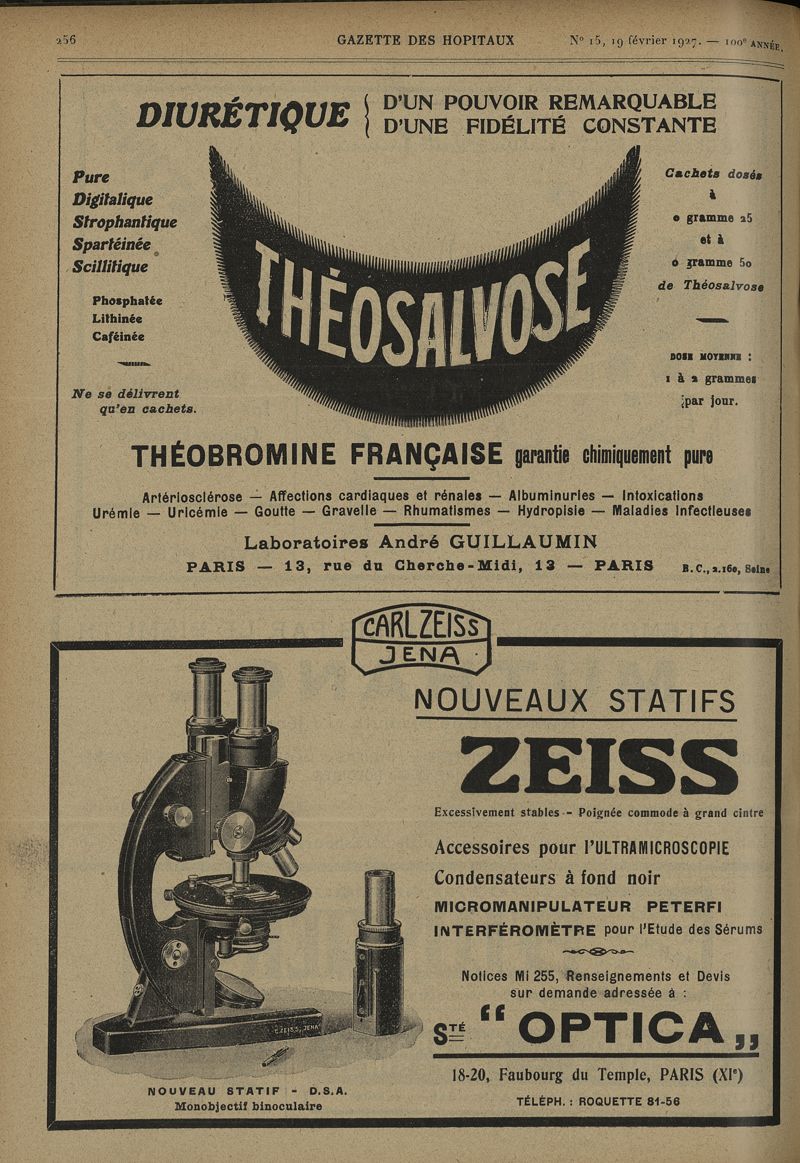 256 GAZETTE DES HOPITAUX N° 15, 19 février 1927. — 100e ANNÉE.
DIURÉTIQUE
D'UN POUVOIR REMARQUABLE
D'UNE FIDÉLITÉ CONSTANTE
Pure
Digitalique
Strophantique
Spartéinée
Scillitique
Phosphatée
Lithinée
Caféinée
Ne se délivrent
qu'en cachets.
THÉOSALVOSE
Cachets dosés
à
0 gramme 25
et à
0 gramme 50
de Théosalvose
DOSE MOYENNE :
1 à 2 grammes
par jour.
THÉOBROMINE FRANÇAISE garantie chimiquement pure
Artériosclérose — Affections cardiaques et rénales — Albuminuries — Intoxications
Urémie — Uricémie — Goutte — Gravelle — Rhumatismes — Hydropisie — Maladies Infectieuses
Laboratoires André GUILLAUMIN
PARIS — 13, rue du Cherche-Midi, 13 — PARIS R.C., 2.160, Seine
CARL ZEISS
JENA
NOUVEAUX STATIFS
ZEISS
Excessivement stables - Poignée commode à grand cintre
Accessoires pour l'ULTRAMICROSCOPIE
Condensateurs à fond noir
MICROMANIPULATEUR PETERFI
INTERFÉROMÈTRE pour l'Etude des Sérums
Notices Mi 255, Renseignements et Devis
sur demande adressée à :
STÉ “ OPTICA „
18-20, Faubourg du Temple, PARIS (XIe)
TÉLÉPH. : ROQUETTE 81-56
C. ZEISS, JENA
NOUVEAU STATIF - D.S.A.
Monobjectif binoculaire